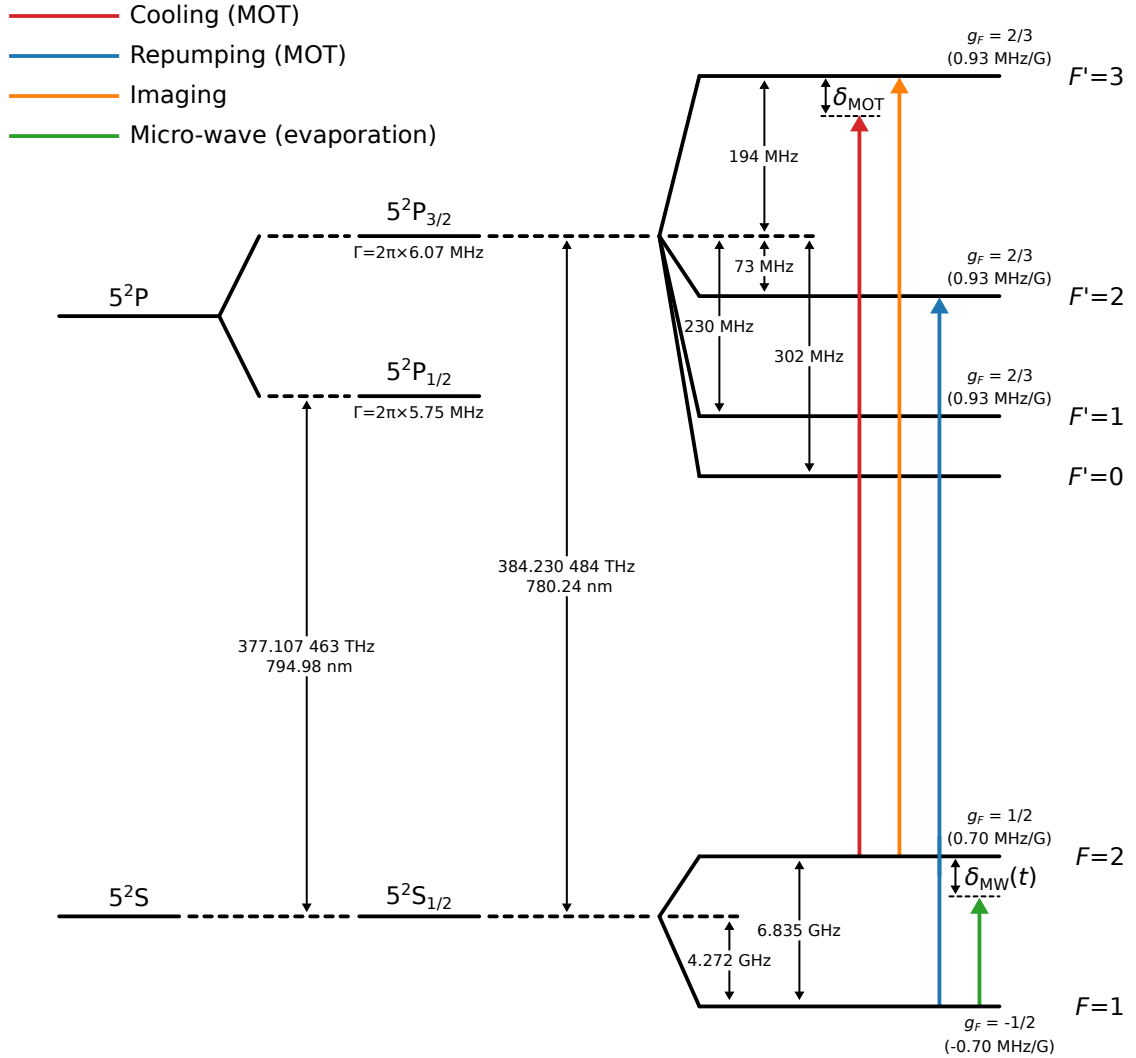 Cooling (MOT)
Repumping (MOT)
Imaging
Micro-wave (evaporation)
g_F = 2/3
(0.93 MHz/G)
F'=3
δ_MOT
194 MHz
5²P₃/₂
Γ=2π×6.07 MHz
g_F = 2/3
(0.93 MHz/G)
73 MHz
5²P
F'=2
230 MHz
302 MHz
5²P₁/₂
Γ=2π×5.75 MHz
g_F = 2/3
(0.93 MHz/G)
F'=1
F'=0
384.230 484 THz
780.24 nm
377.107 463 THz
794.98 nm
g_F = 1/2
(0.70 MHz/G)
F=2
δ_MW(t)
5²S
5²S₁/₂
6.835 GHz
4.272 GHz
F=1
g_F = -1/2
(-0.70 MHz/G)